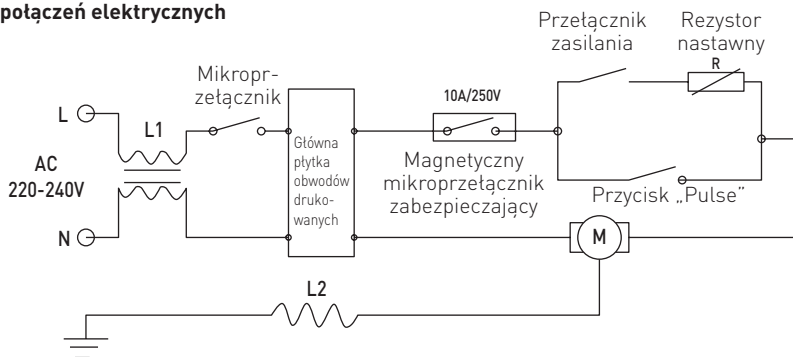 połączeń elektrycznych
Przełącznik
zasilania
Rezystor
nastawny
R
Mikropr-
zełącznik
10A/250V
L
L1
AC
220-240V
Główna
płytka
obwodów
druko-
wanych
Magnetyczny
mikroprzełącznik
zabezpieczający
Przycisk „Pulse”
N
M
L2